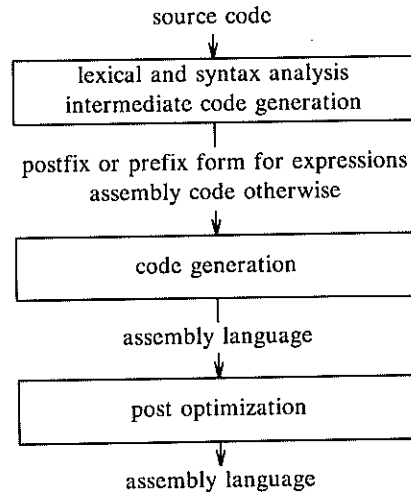 source code
lexical and syntax analysis
intermediate code generation
postfix or prefix form for expressions
assembly code otherwise
code generation
assembly language
post optimization
assembly language